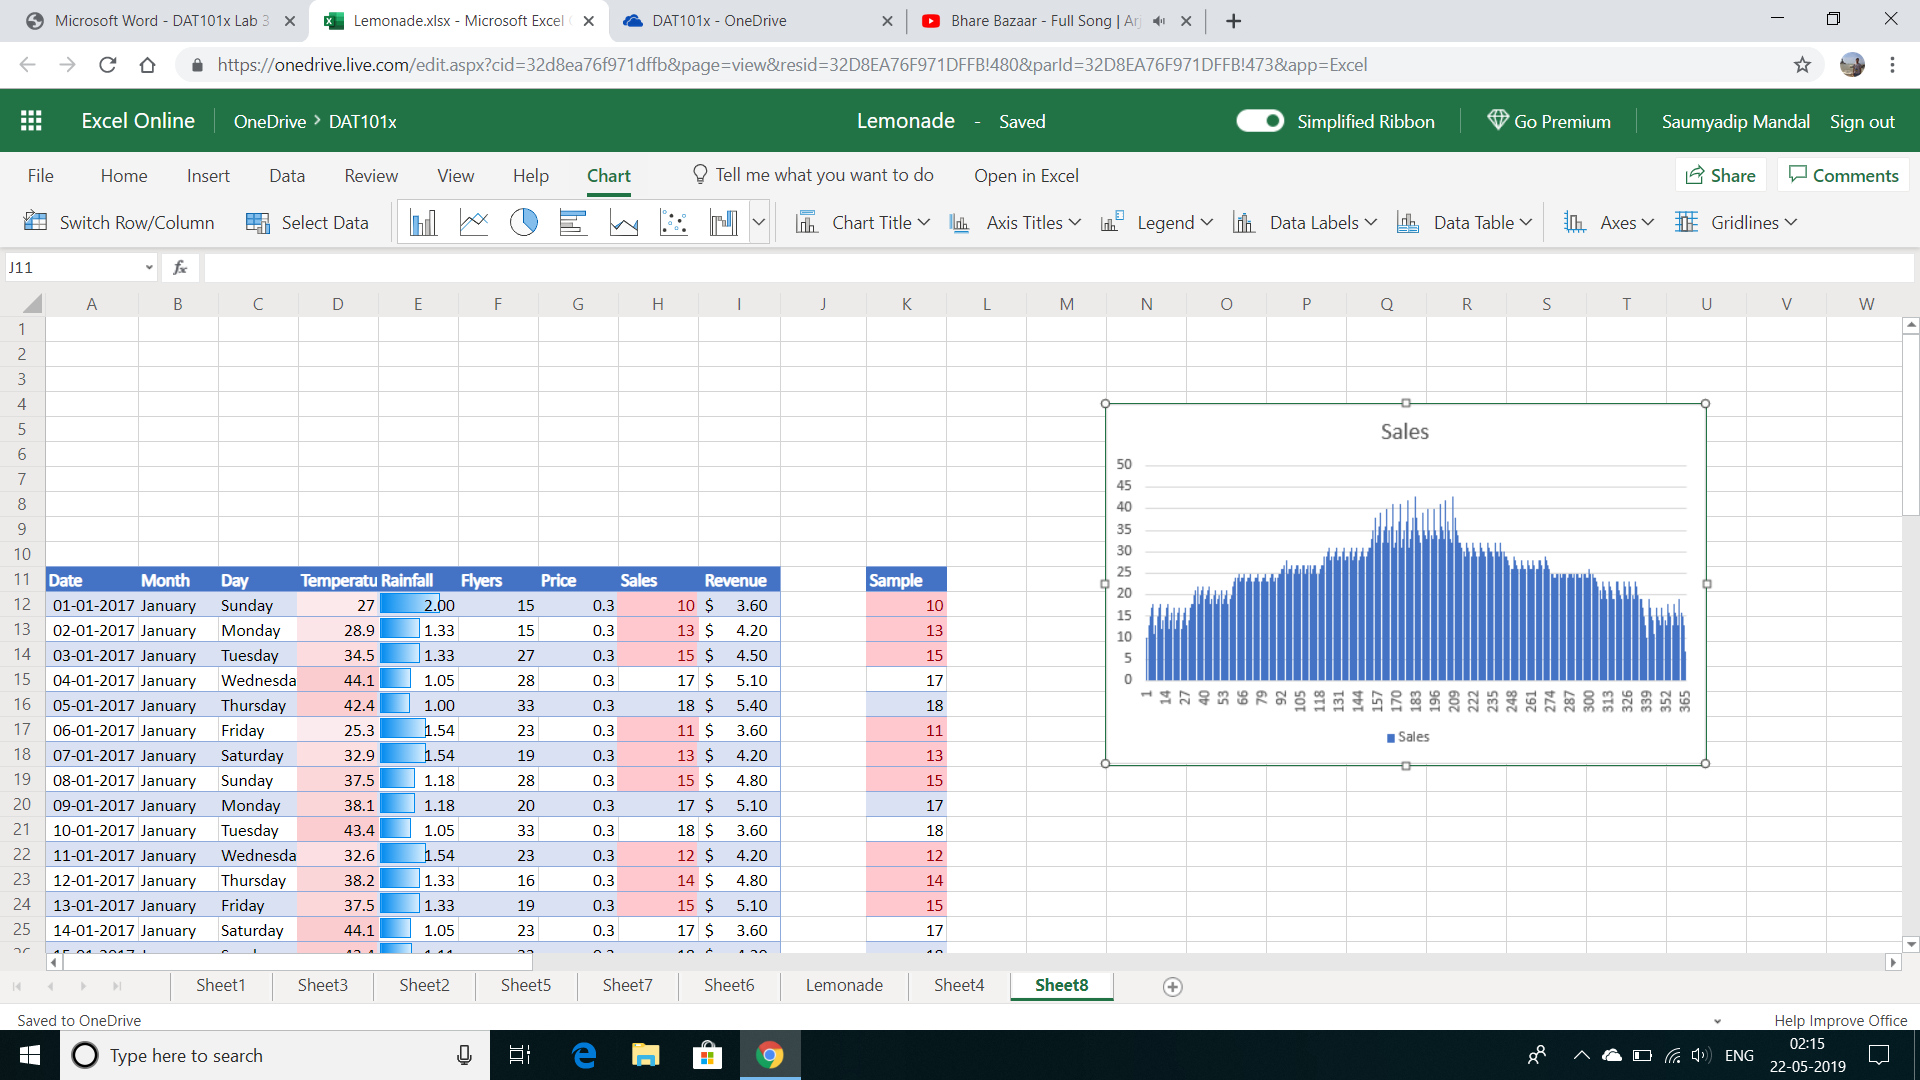 Microsoft Word - DAT101x Lab 3
Lemonade.xlsx - Microsoft Excel
DAT101x - OneDrive
Bhare Bazaar - Full Song | Arj
https://onedrive.live.com/edit.aspx?cid=32d8ea76f971dffb&page=view&resid=32D8EA76F971DFFB!480&parId=32D8EA76F971DFFB!473&app=Excel
Excel Online OneDrive > DAT101x Lemonade - Saved Simplified Ribbon Go Premium Saumyadip Mandal Sign out
File Home Insert Data Review View Help Chart Tell me what you want to do Open in Excel Share Comments
Switch Row/Column Select Data Chart Title Axis Titles Legend Data Labels Data Table Axes Gridlines
J11 fx
A B C D E F G H I J K L M N O P Q R S T U V W
1
2
3
4
5
6
7
8
9
10
11 Date Month Day Temperatu Rainfall Flyers Price Sales Revenue Sample
12 01-01-2017 January Sunday 27 2.00 15 0.3 10 $ 3.60 10
13 02-01-2017 January Monday 28.9 1.33 15 0.3 13 $ 4.20 13
14 03-01-2017 January Tuesday 34.5 1.33 27 0.3 15 $ 4.50 15
15 04-01-2017 January Wednesda 44.1 1.05 28 0.3 17 $ 5.10 17
16 05-01-2017 January Thursday 42.4 1.00 33 0.3 18 $ 5.40 18
17 06-01-2017 January Friday 25.3 1.54 23 0.3 11 $ 3.60 11
18 07-01-2017 January Saturday 32.9 1.54 19 0.3 13 $ 4.20 13
19 08-01-2017 January Sunday 37.5 1.18 28 0.3 15 $ 4.80 15
20 09-01-2017 January Monday 38.1 1.18 20 0.3 17 $ 5.10 17
21 10-01-2017 January Tuesday 43.4 1.05 33 0.3 18 $ 3.60 18
22 11-01-2017 January Wednesda 32.6 1.54 23 0.3 12 $ 4.20 12
23 12-01-2017 January Thursday 38.2 1.33 16 0.3 14 $ 4.80 14
24 13-01-2017 January Friday 37.5 1.33 19 0.3 15 $ 5.10 15
25 14-01-2017 January Saturday 44.1 1.05 23 0.3 17 $ 3.60 17
Sales
50
45
40
35
30
25
20
15
10
5
0
1 14 27 40 53 66 79 92 105 118 131 144 157 170 183 196 209 222 235 248 261 274 287 300 313 326 339 352 365
Sales
Sheet1 Sheet3 Sheet2 Sheet5 Sheet7 Sheet6 Lemonade Sheet4 Sheet8
Saved to OneDrive Help Improve Office
Type here to search
ENG
02:15
22-05-2019